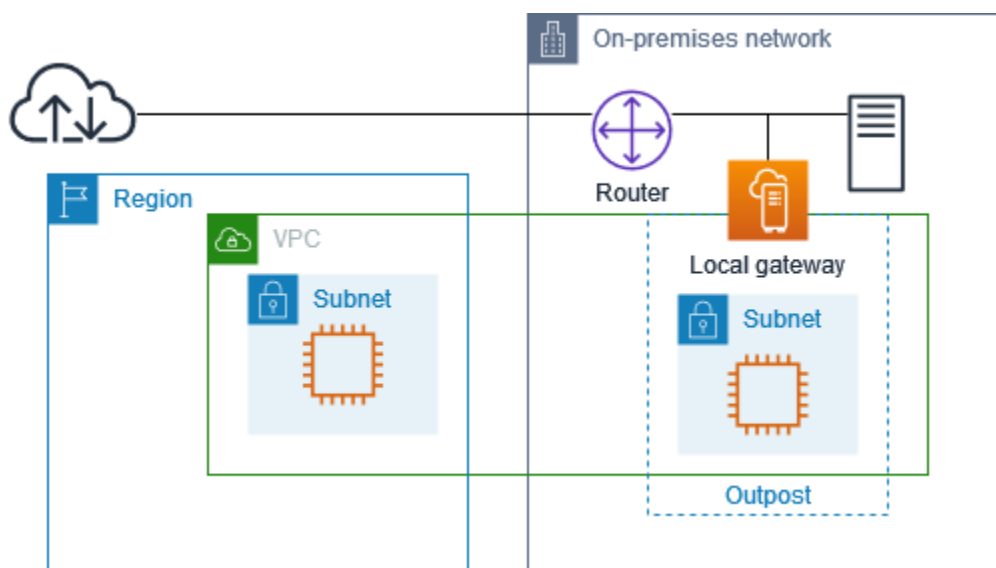 On-premises network
Router
Region
VPC
Local gateway
Subnet
Subnet
Outpost